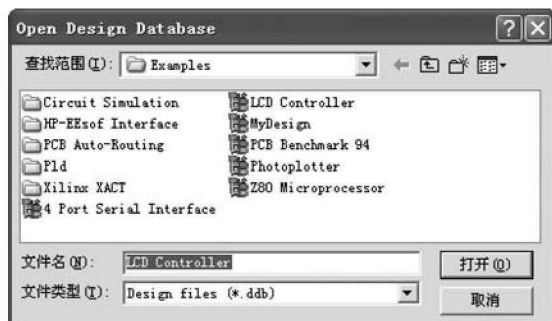 Open Design Database
查找范围(I): Examples
Circuit Simulation LCD Controller
HP-EEsof Interface MyDesign
PCB Auto-Routing PCB Benchmark 94
Pld Photoplotter
Xilinx XACT Z80 Microprocessor
4 Port Serial Interface
文件名(N): LCD Controller 打开(O)
文件类型(T): Design files (*.ddb) 取消